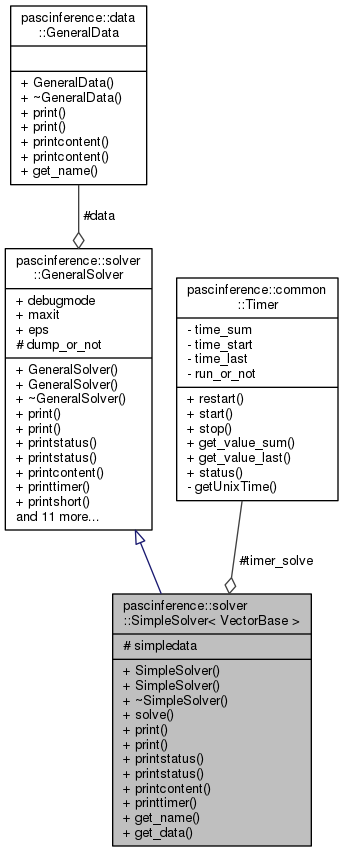 pascinference::data
::GeneralData
+ GeneralData()
+ ~GeneralData()
+ print()
+ print()
+ printcontent()
+ printcontent()
+ get_name()
#data
pascinference::solver
::GeneralSolver
+ debugmode
+ maxit
+ eps
# dump_or_not
+ GeneralSolver()
+ GeneralSolver()
+ ~GeneralSolver()
+ print()
+ print()
+ printstatus()
+ printstatus()
+ printcontent()
+ printtimer()
+ printshort()
and 11 more...
pascinference::common
::Timer
- time_sum
- time_start
- time_last
- run_or_not
+ restart()
+ start()
+ stop()
+ get_value_sum()
+ get_value_last()
+ status()
- getUnixTime()
#timer_solve
pascinference::solver
::SimpleSolver< VectorBase >
# simpledata
+ SimpleSolver()
+ SimpleSolver()
+ ~SimpleSolver()
+ solve()
+ print()
+ print()
+ printstatus()
+ printstatus()
+ printcontent()
+ printtimer()
+ get_name()
+ get_data()